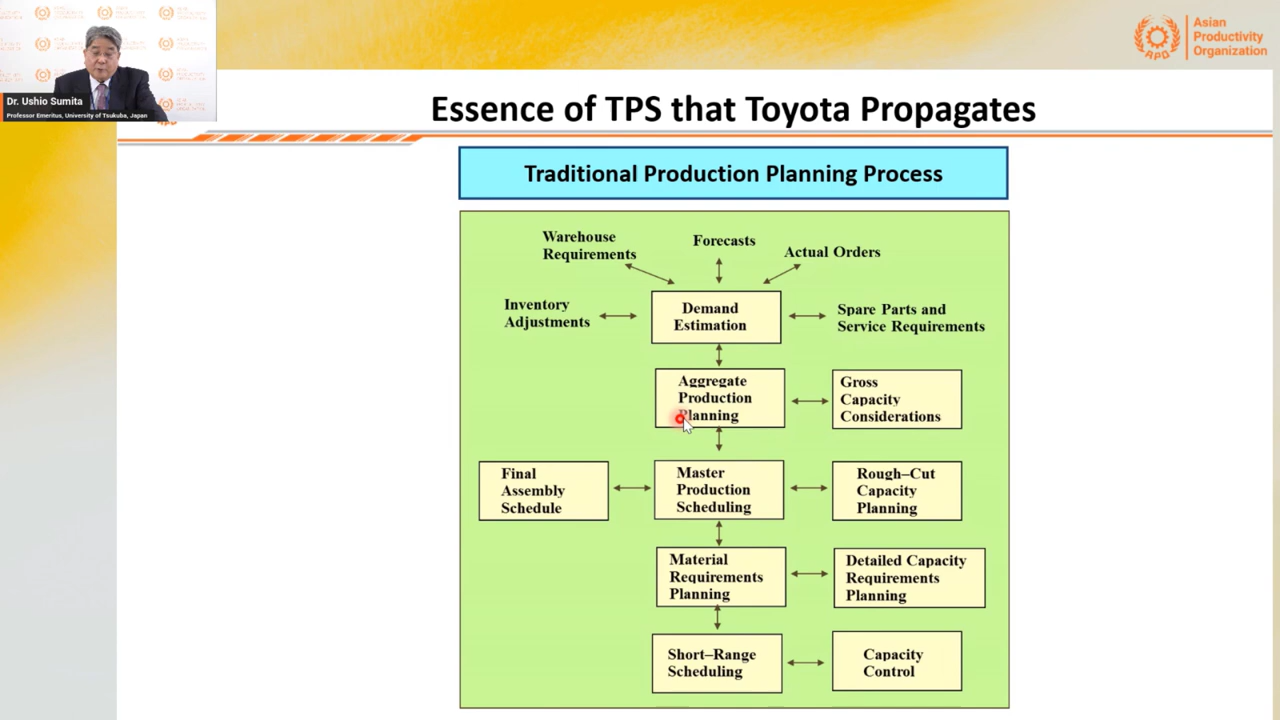 Asian
Productivity
Organization
APO
Dr. Ushio Sumita
Professor Emeritus, University of Tsukuba, Japan
Essence of TPS that Toyota Propagates
Traditional Production Planning Process
Warehouse
Requirements
Forecasts
Actual Orders
Inventory
Adjustments
Demand
Estimation
Spare Parts and
Service Requirements
Aggregate
Production
Planning
Gross
Capacity
Considerations
Final
Assembly
Schedule
Master
Production
Scheduling
Rough–Cut
Capacity
Planning
Material
Requirements
Planning
Detailed Capacity
Requirements
Planning
Short–Range
Scheduling
Capacity
Control